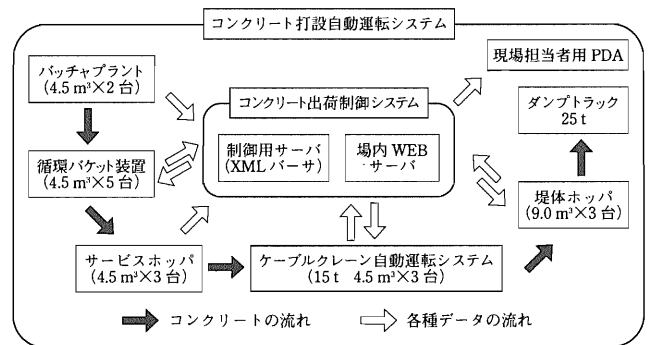 コンクリート打設自動運転システム
バッチャプラント
(4.5 m³×2 台)
現場担当者用 PDA
コンクリート出荷制御システム
ダンプトラック
25 t
制御用サーバ
(XML バーサ)
場内 WEB
サーバ
循環バケット装置
(4.5 m³×5 台)
堤体ホッパ
(9.0 m³×3 台)
サービスホッパ
(4.5 m³×3 台)
ケーブルクレーン自動運転システム
(15 t 4.5 m³×3 台)
コンクリートの流れ
各種データの流れ